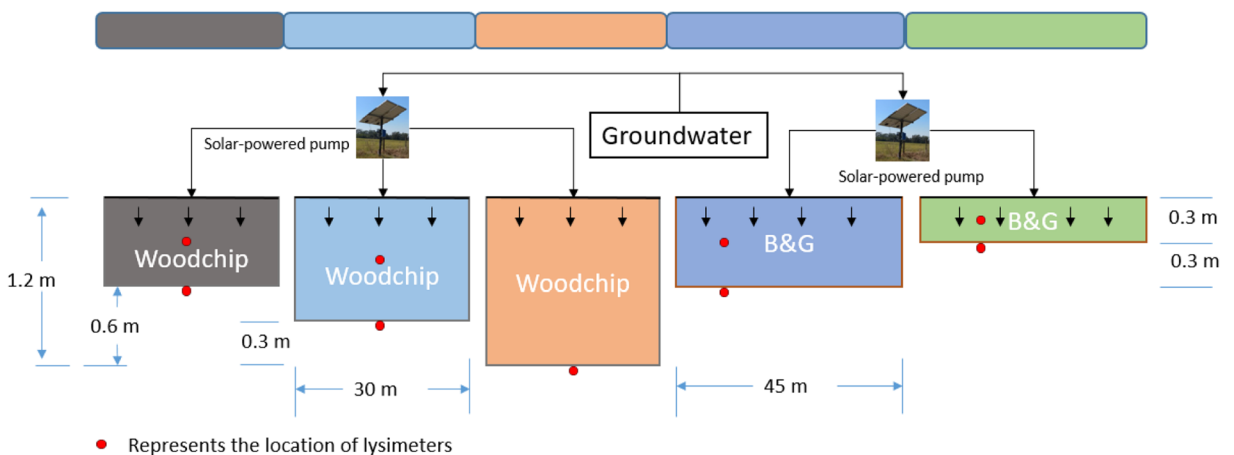 Groundwater
Solar-powered pump
Solar-powered pump
Woodchip
Woodchip
Woodchip
B&G
B&G
0.3 m
0.3 m
1.2 m
0.6 m
0.3 m
30 m
45 m
Represents the location of lysimeters